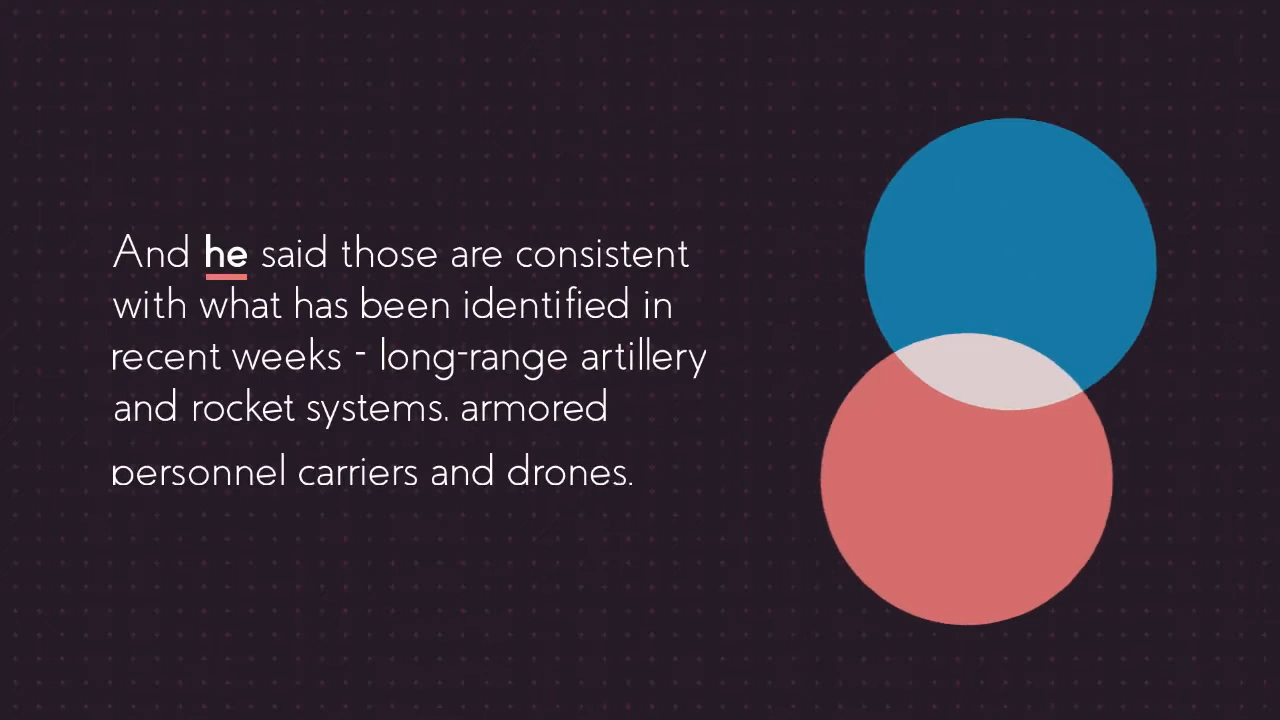 And he said those are consistent
with what has been identified in
recent weeks - long-range artillery
and rocket systems. armored
personnel carriers and drones.